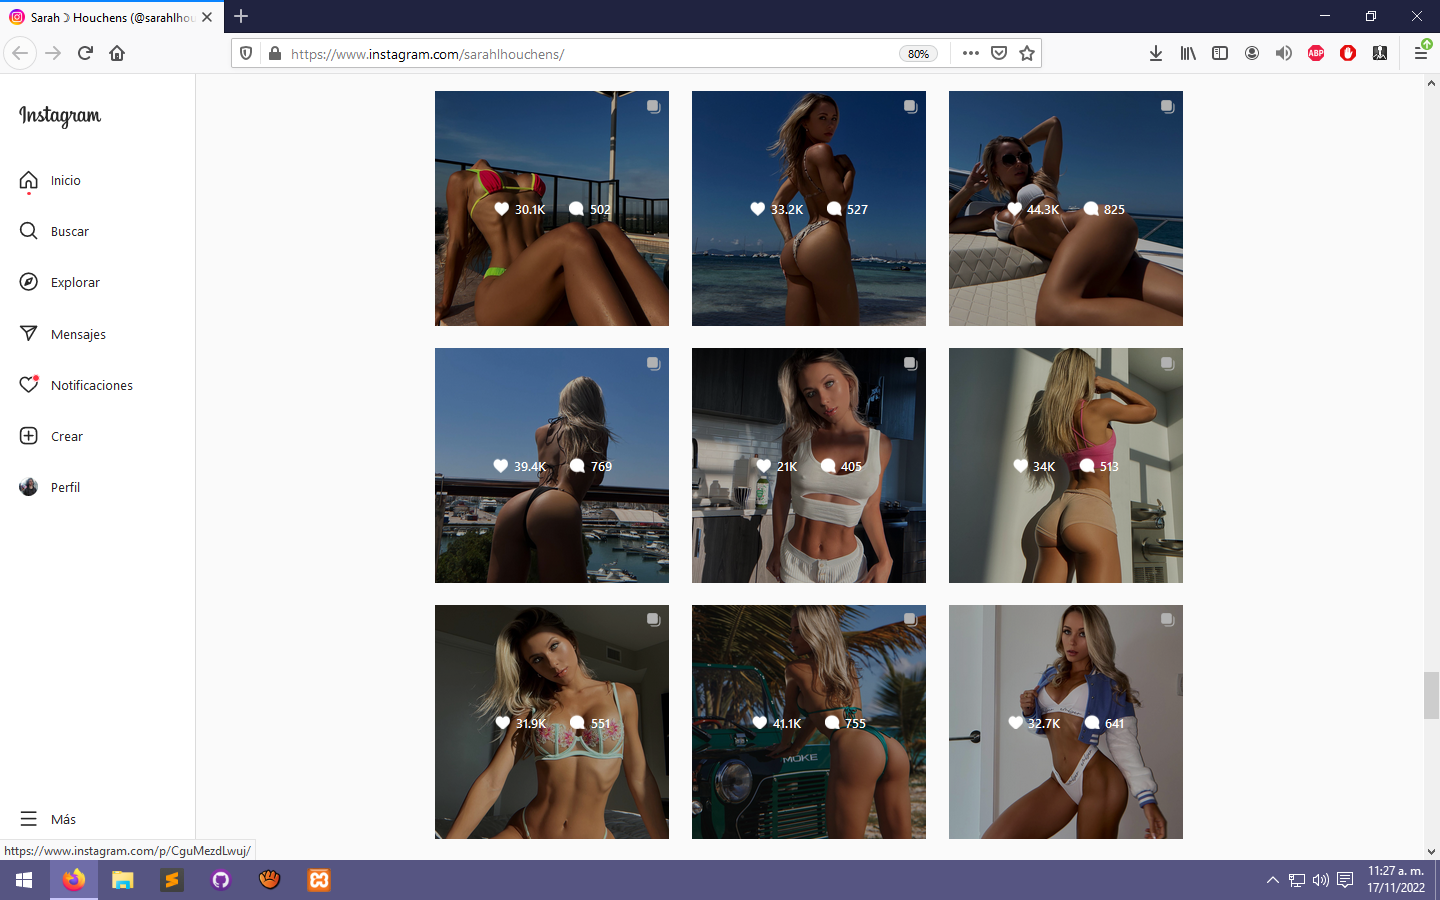 Sarah☽ Houchens (@sarahlhou
https://www.instagram.com/sarahlhouchens/
80%
ABP
Instagram
Inicio
Buscar
Explorar
Mensajes
Notificaciones
Crear
Perfil
Más
30.1K 502
33.2K 527
44.3K 825
39.4K 769
21K 405
34K 513
31.9K 551
41.1K 755
32.7K 641
MOKE
https://www.instagram.com/p/CguMezdLwuj/
11:27 a. m.
17/11/2022